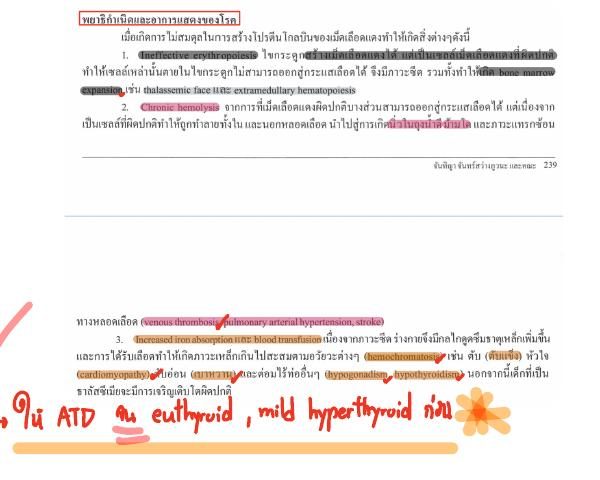 พยาธิกำเนิดและอาการแสดงของโรค
เมื่อเกิดการไม่สมดุลในการสร้างโปรตีนโกลบินของเม็ดเลือดแดงทำให้เกิดสิ่งต่างๆดังนี้
1. Ineffective erythropoiesis ไขกระดูกสร้างเม็ดเลือดแดงได้ แต่เป็นเซลล์เม็ดเลือดแดงที่ผิดปกติ
ทำให้เซลล์เหล่านั้นตายในไขกระดูกไม่สามารถออกสู่กระแสเลือดได้ จึงมีภาวะซีด รวมทั้งทำให้เกิด bone marrow
expansion เช่น thalassemic face และ extramedullary hematopoiesis
2. Chronic hemolysis จากการที่เม็ดเลือดแดงผิดปกติบางส่วนสามารถออกสู่กระแสเลือดได้ แต่เนื่องจาก
เป็นเซลล์ที่ผิดปกติทำให้ถูกทำลายทั้งใน และนอกหลอดเลือด นำไปสู่การเกิดนิ่วในถุงน้ำดี ม้ามโต และภาวะแทรกซ้อน
จันทิญา จันทร์สว่างภูวนะ และคณะ 239
ทางหลอดเลือด (venous thrombosis, pulmonary arterial hypertension, stroke)
3. Increased iron absorption และ blood transfusion เนื่องจากภาวะซีด ร่างกายจึงมีกลไกดูดซึมธาตุเหล็กเพิ่มขึ้น
และการได้รับเลือดทำให้เกิดภาวะเหล็กเกินไปสะสมตามอวัยวะต่างๆ (hemochromatosis) เช่น ตับ (ตับแข็ง) หัวใจ
(cardiomyopathy) ตับอ่อน (เบาหวาน) และต่อมไร้ท่ออื่นๆ (hypogonadism, hypothyroidism) นอกจากนี้เด็กที่เป็น
ธาลัสซีเมียจะมีการเจริญเติบโตผิดปกติ
ให้ ATD จน euthyroid, mild hyperthyroid ก่อน